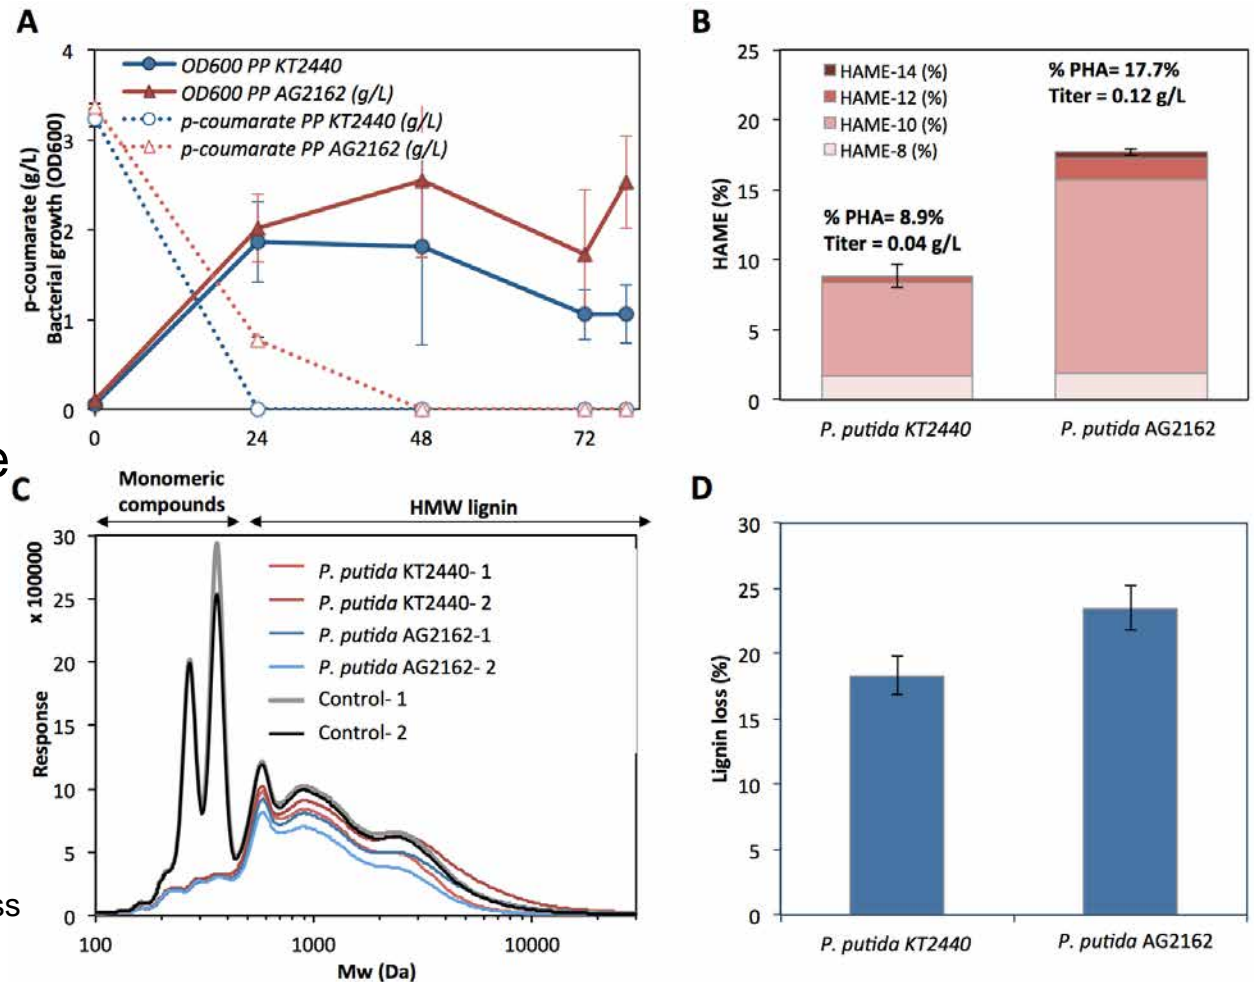 A
p-coumarate (g/L)
Bacterial growth (OD600)
4
3
2
1
0
0
24
48
72
OD600 PP KT2440
OD600 PP AG2162 (g/L)
p-coumarate PP KT2440 (g/L)
p-coumarate PP AG2162 (g/L)
B
HAME (%)
25
20
15
10
5
0
HAME-14 (%)
HAME-12 (%)
HAME-10 (%)
HAME-8 (%)
% PHA= 17.7%
Titer = 0.12 g/L
% PHA= 8.9%
Titer = 0.04 g/L
P. putida KT2440
P. putida AG2162
e
C
Monomeric
compounds
HMW lignin
x 100000
Response
30
25
20
15
10
5
0
P. putida KT2440- 1
P. putida KT2440- 2
P. putida AG2162-1
P. putida AG2162- 2
Control- 1
Control- 2
100
1000
10000
Mw (Da)
ss
D
Lignin loss (%)
30
25
20
15
10
5
0
P. putida KT2440
P. putida AG2162